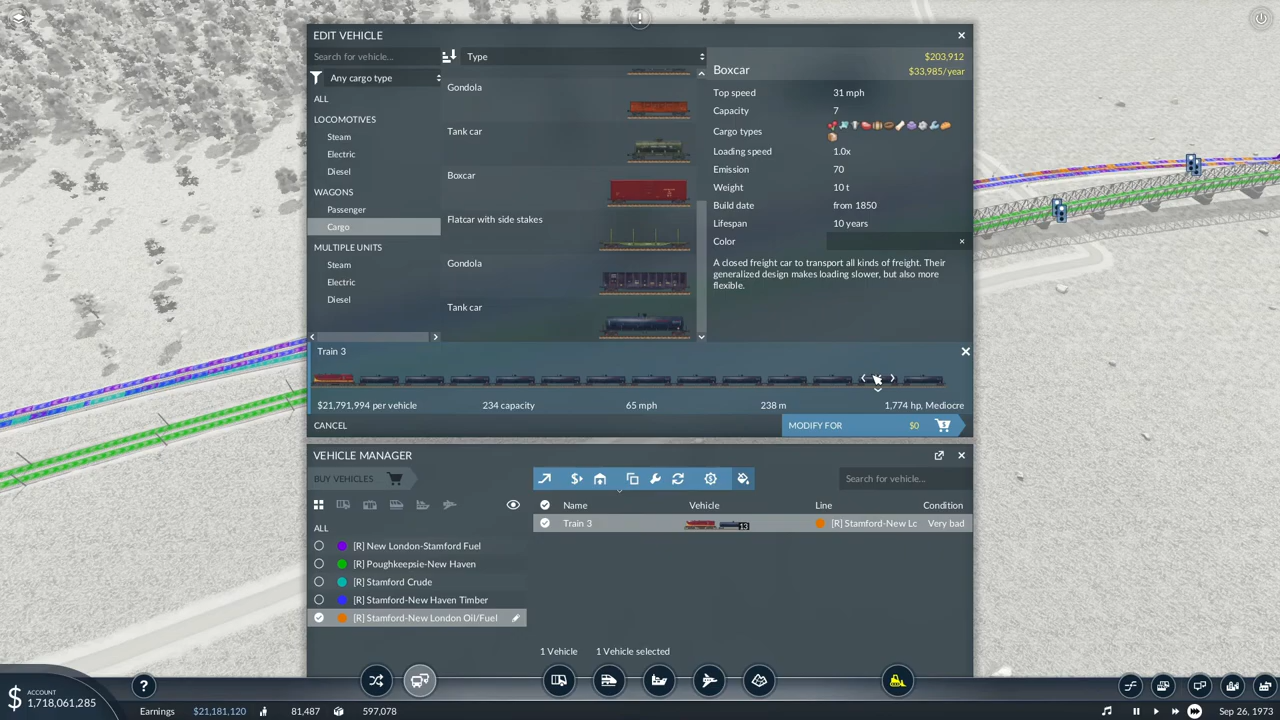 EDIT VEHICLE
Search for vehicle...
Type
Any cargo type
ALL
LOCOMOTIVES
Steam
Electric
Diesel
WAGONS
Passenger
Cargo
MULTIPLE UNITS
Steam
Electric
Diesel
Gondola
Tank car
Boxcar
Flatcar with side stakes
Gondola
Tank car
$203,912
Boxcar
$33,985/year
Top speed 31 mph
Capacity 7
Cargo types
Loading speed 1.0x
Emission 70
Weight 10 t
Build date from 1850
Lifespan 10 years
Color
A closed freight car to transport all kinds of freight. Their
generalized design makes loading slower, but also more
flexible.
Train 3
$21,791,994 per vehicle 234 capacity 65 mph 238 m 1,774 hp, Mediocre
CANCEL
MODIFY FOR $0
VEHICLE MANAGER
BUY VEHICLES
Search for vehicle...
ALL
[R] New London-Stamford Fuel
[R] Poughkeepsie-New Haven
[R] Stamford Crude
[R] Stamford-New Haven Timber
[R] Stamford-New London Oil/Fuel
Name Vehicle Line Condition
Train 3 13 [R] Stamford-New Lc Very bad
1 Vehicle 1 Vehicle selected
$ ACCOUNT
1,718,061,285
?
Earnings $21,181,120 81,487 597,078
Sep 26, 1973